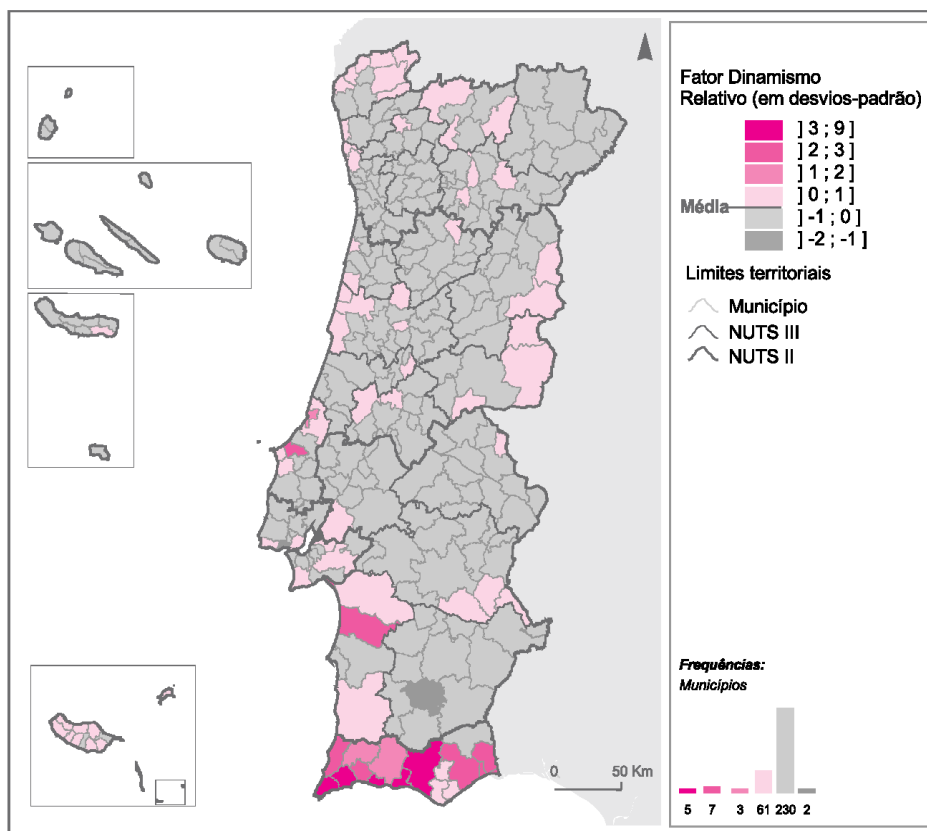 Fator Dinamismo
Relativo (em desvios-padrão)
] 3 ; 9 ]
] 2 ; 3 ]
] 1 ; 2 ]
] 0 ; 1 ]
Média
] -1 ; 0 ]
] -2 ; -1 ]
Limites territoriais
Município
NUTS III
NUTS II
Frequências:
Municípios
5 7 3 61 230 2
0 50 Km